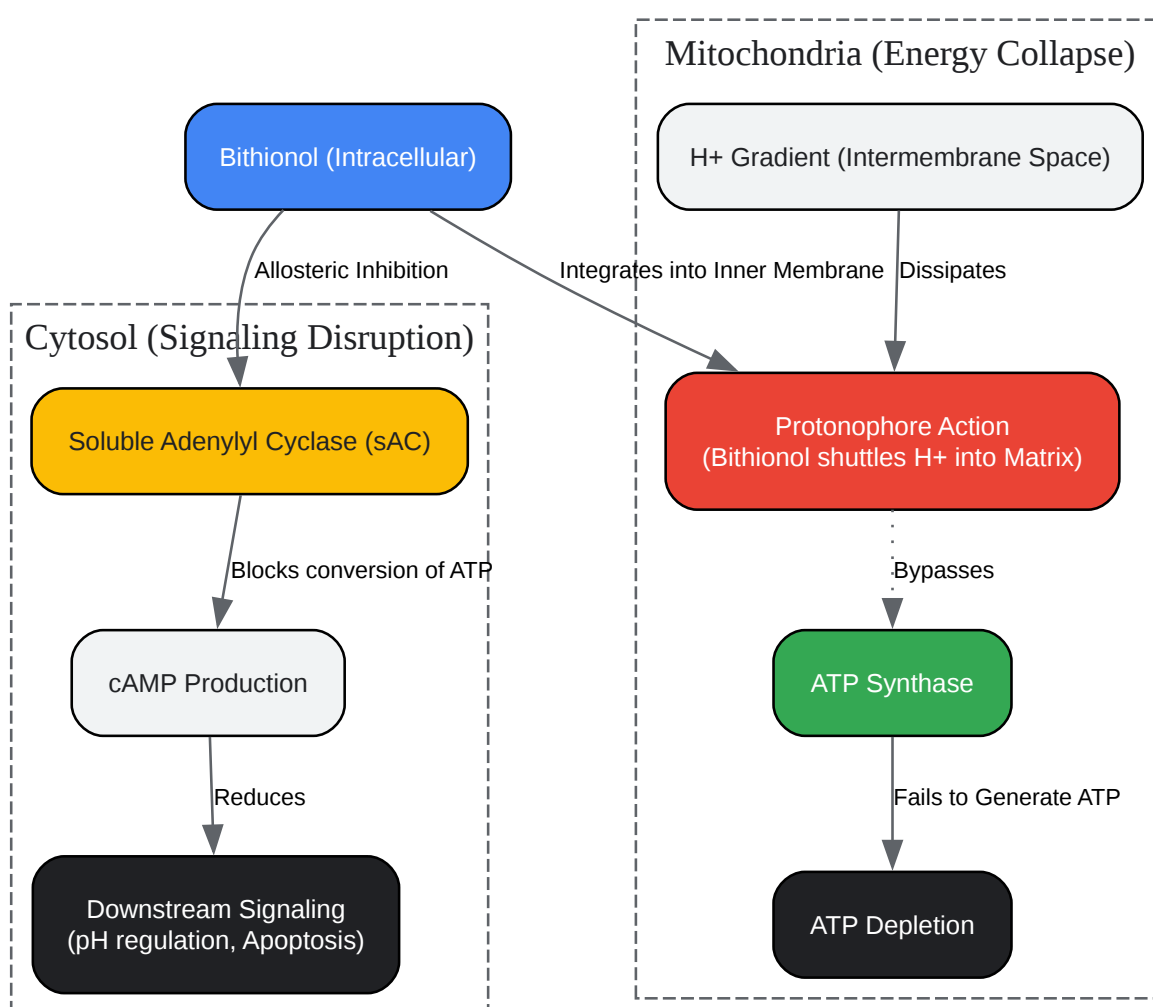 Mitochondria (Energy Collapse)
Bithionol (Intracellular)
H+ Gradient (Intermembrane Space)
Allosteric Inhibition
Integrates into Inner Membrane
Dissipates
Cytosol (Signaling Disruption)
Soluble Adenylyl Cyclase (sAC)
Protonophore Action
(Bithionol shuttles H+ into Matrix)
Blocks conversion of ATP
Bypasses
cAMP Production
ATP Synthase
Reduces
Fails to Generate ATP
Downstream Signaling
(pH regulation, Apoptosis)
ATP Depletion